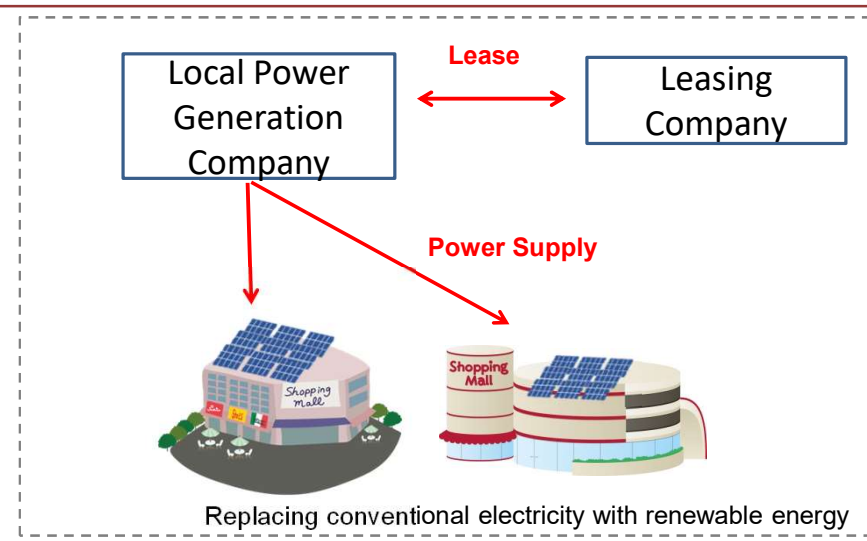 Local Power
Generation
Company
Lease
Leasing
Company
Power Supply
Shopping
mall
Shopping
Mall
Replacing conventional electricity with renewable energy